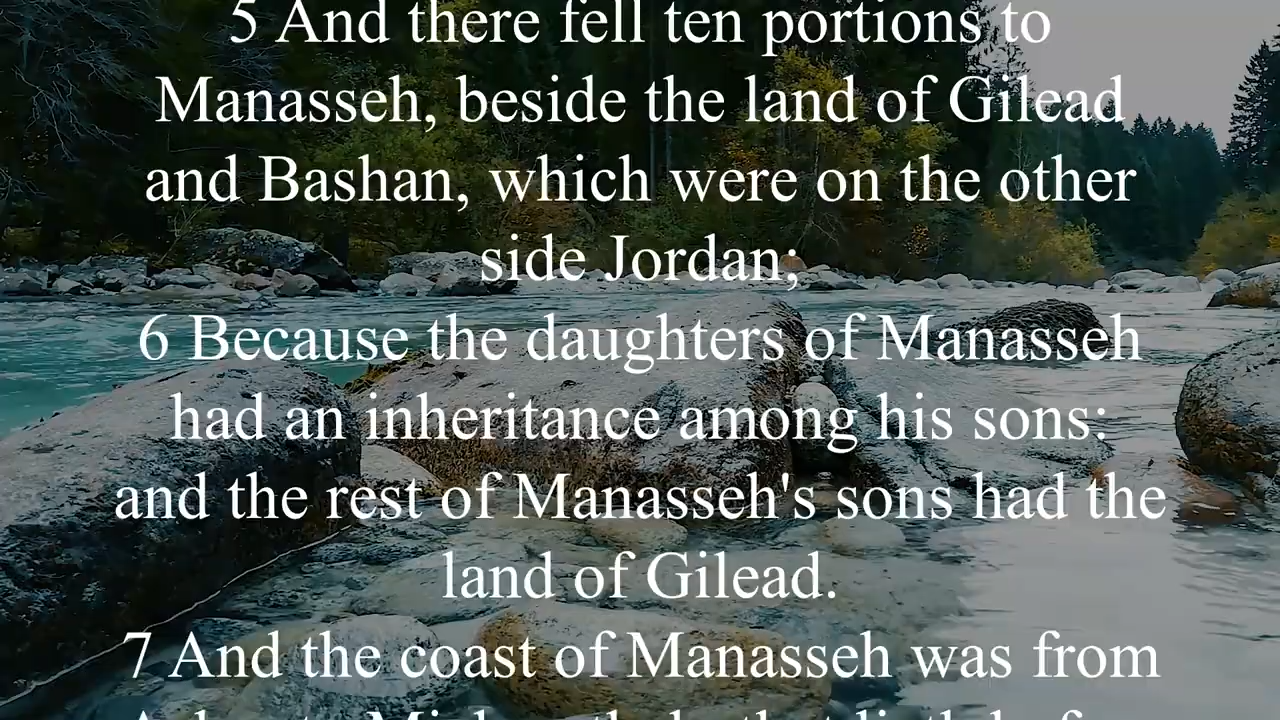 5 And there fell ten portions to
Manasseh, beside the land of Gilead
and Bashan, which were on the other
side Jordan;
6 Because the daughters of Manasseh
had an inheritance among his sons:
and the rest of Manasseh's sons had the
land of Gilead.
7 And the coast of Manasseh was from